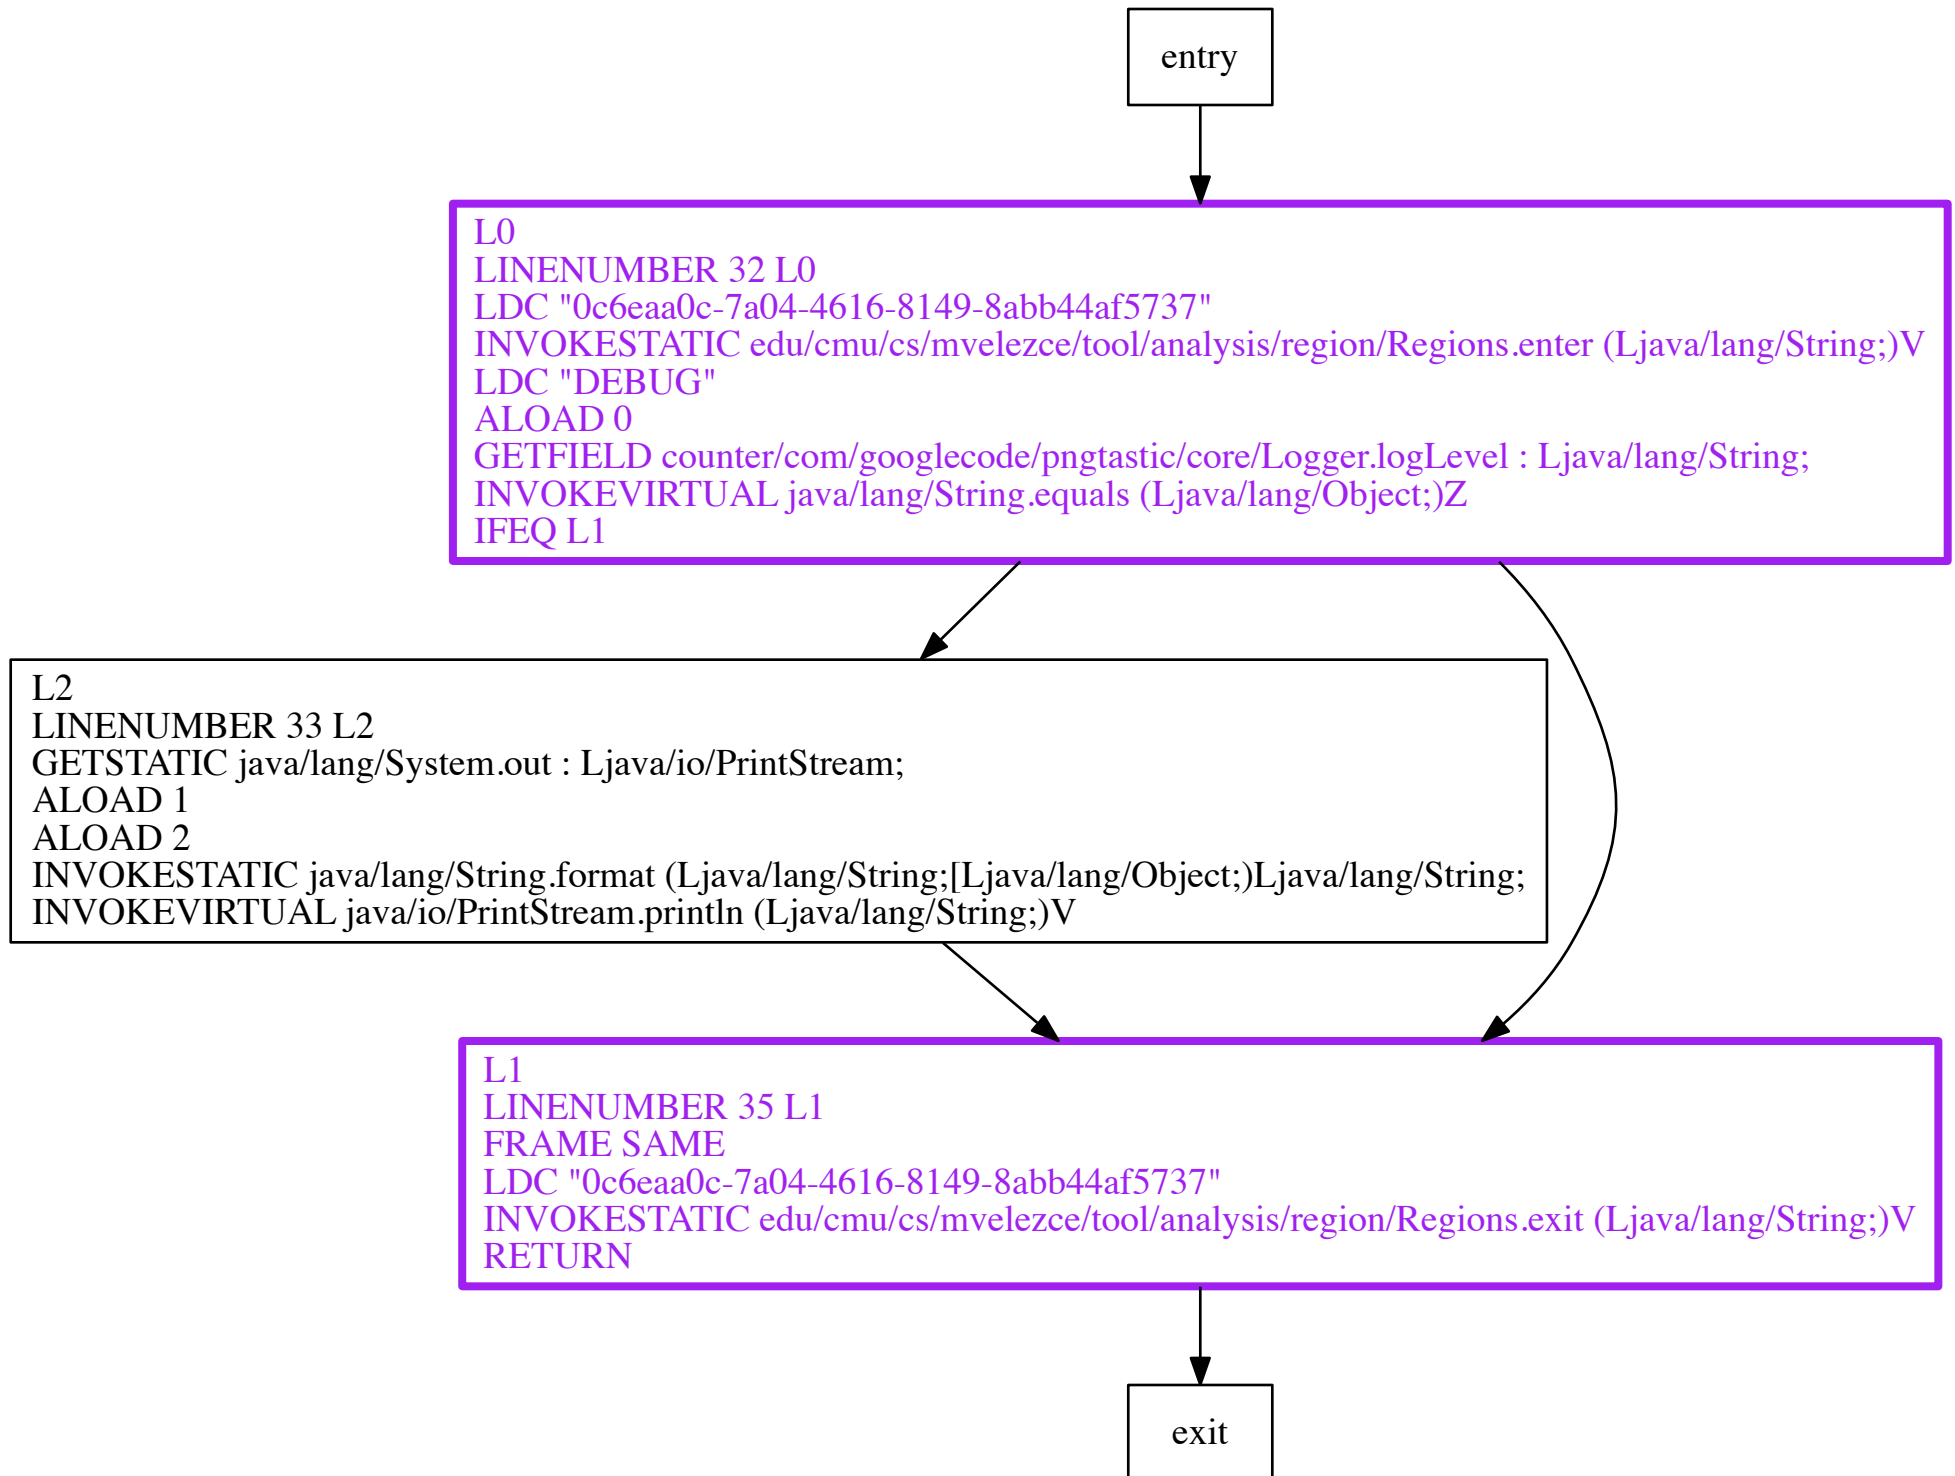 entry
L0
LINENUMBER 32 L0
LDC "0c6eaa0c-7a04-4616-8149-8abb44af5737"
INVOKESTATIC edu/cmu/cs/mvelezce/tool/analysis/region/Regions.enter (Ljava/lang/String;)V
LDC "DEBUG"
ALOAD 0
GETFIELD counter/com/googlecode/pngtastic/core/Logger.logLevel : Ljava/lang/String;
INVOKEVIRTUAL java/lang/String.equals (Ljava/lang/Object;)Z
IFEQ L1
L2
LINENUMBER 33 L2
GETSTATIC java/lang/System.out : Ljava/io/PrintStream;
ALOAD 1
ALOAD 2
INVOKESTATIC java/lang/String.format (Ljava/lang/String;[Ljava/lang/Object;)Ljava/lang/String;
INVOKEVIRTUAL java/io/PrintStream.println (Ljava/lang/String;)V
L1
LINENUMBER 35 L1
FRAME SAME
LDC "0c6eaa0c-7a04-4616-8149-8abb44af5737"
INVOKESTATIC edu/cmu/cs/mvelezce/tool/analysis/region/Regions.exit (Ljava/lang/String;)V
RETURN
exit